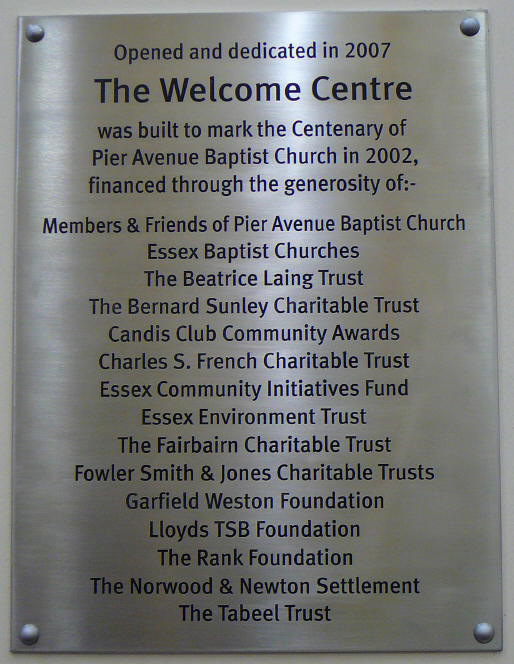 Opened and dedicated in 2007
The Welcome Centre
was built to mark the Centenary of
Pier Avenue Baptist Church in 2002,
financed through the generosity of:-
Members & Friends of Pier Avenue Baptist Church
Essex Baptist Churches
The Beatrice Laing Trust
The Bernard Sunley Charitable Trust
Candis Club Community Awards
Charles S. French Charitable Trust
Essex Community Initiatives Fund
Essex Environment Trust
The Fairbairn Charitable Trust
Fowler Smith & Jones Charitable Trusts
Garfield Weston Foundation
Lloyds TSB Foundation
The Rank Foundation
The Norwood & Newton Settlement
The Tabeel Trust